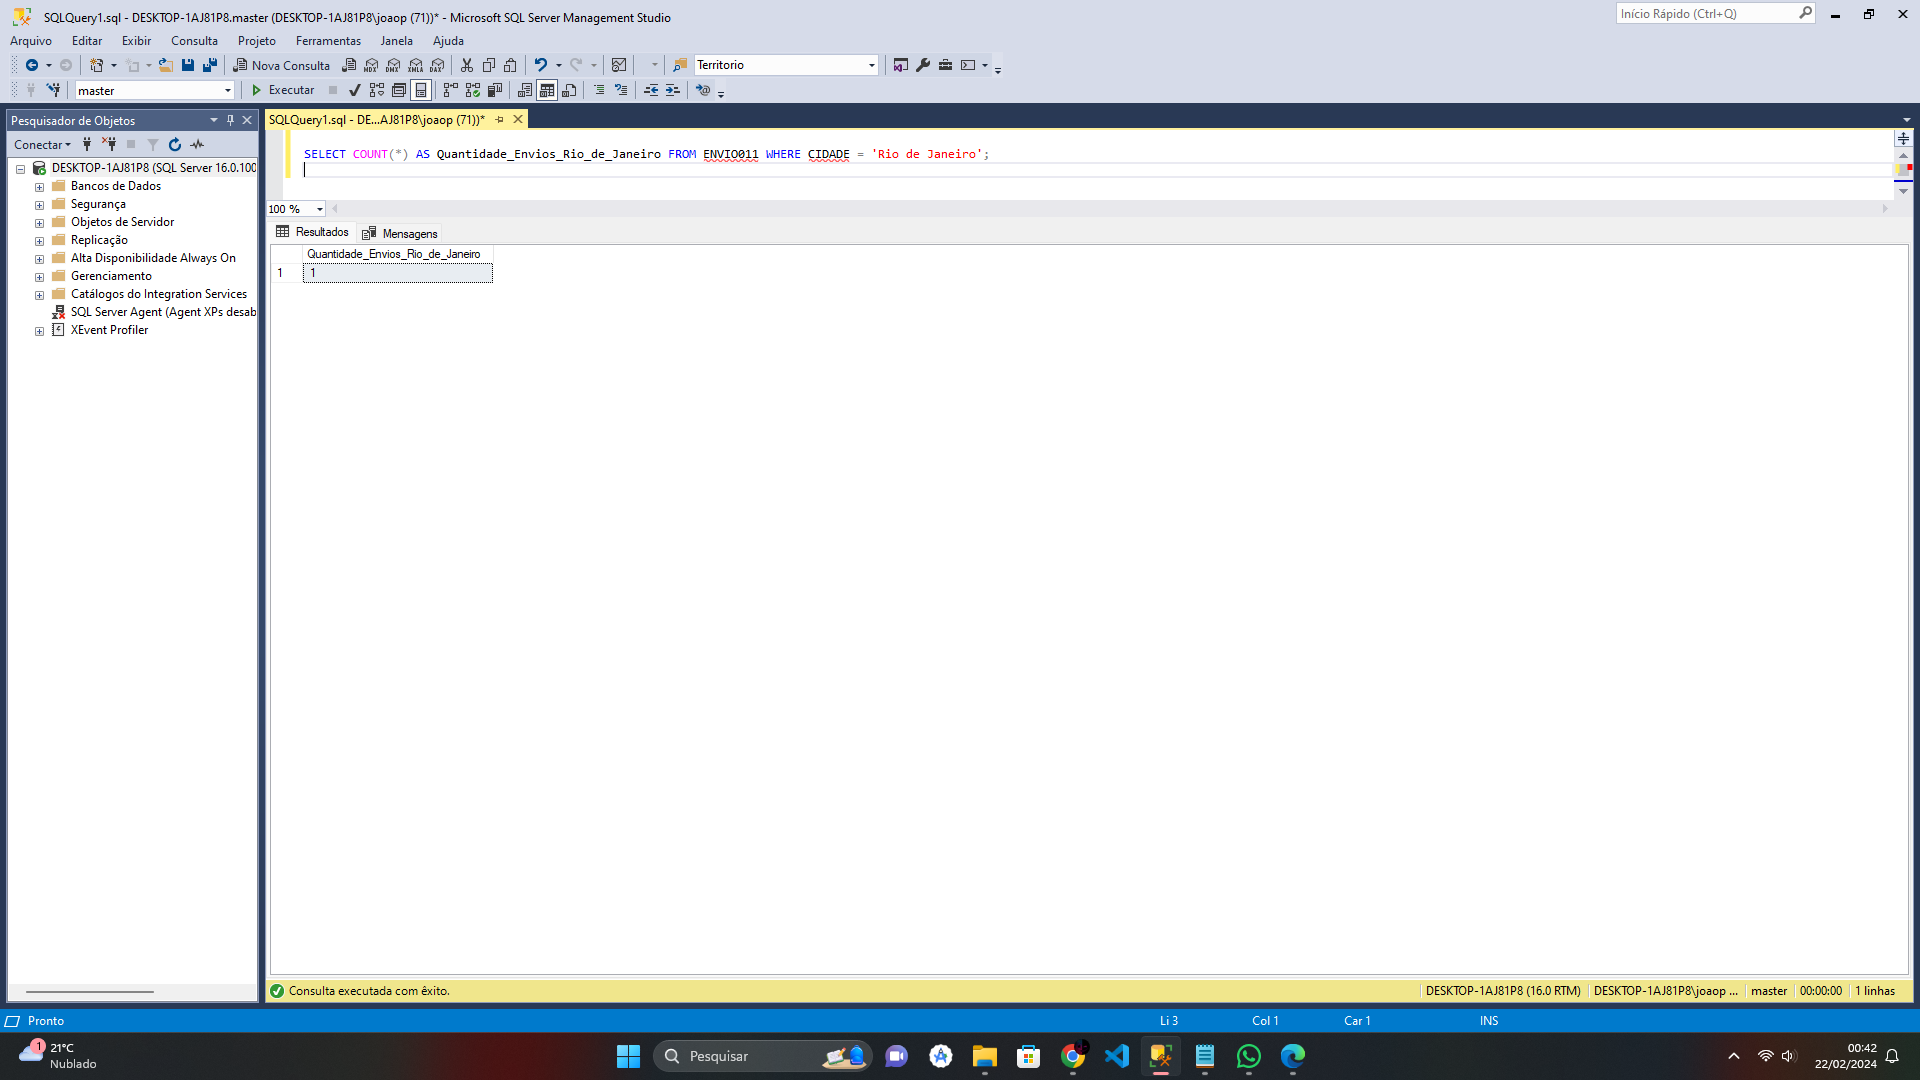 SQLQuery1.sql - DESKTOP-1AJ81P8.master (DESKTOP-1AJ81P8\joaop (71))* - Microsoft SQL Server Management Studio
Início Rápido (Ctrl+Q)
Arquivo Editar Exibir Consulta Projeto Ferramentas Janela Ajuda
Nova Consulta MDX DMX XMLA DAX Territorio
master Executar
Pesquisador de Objetos
Conectar
DESKTOP-1AJ81P8 (SQL Server 16.0.100
Bancos de Dados
Segurança
Objetos de Servidor
Replicação
Alta Disponibilidade Always On
Gerenciamento
Catálogos do Integration Services
SQL Server Agent (Agent XPs desab
XEvent Profiler
SQLQuery1.sql - DE...AJ81P8\joaop (71))*
SELECT COUNT(*) AS Quantidade_Envios_Rio_de_Janeiro FROM ENVIO011 WHERE CIDADE = 'Rio de Janeiro';
100 %
Resultados Mensagens
Quantidade_Envios_Rio_de_Janeiro
1 1
Consulta executada com êxito.
DESKTOP-1AJ81P8 (16.0 RTM) DESKTOP-1AJ81P8\joaop ... master 00:00:00 1 linhas
Pronto Li 3 Col 1 Car 1 INS
1
21°C
Nublado
Pesquisar
00:42
22/02/2024